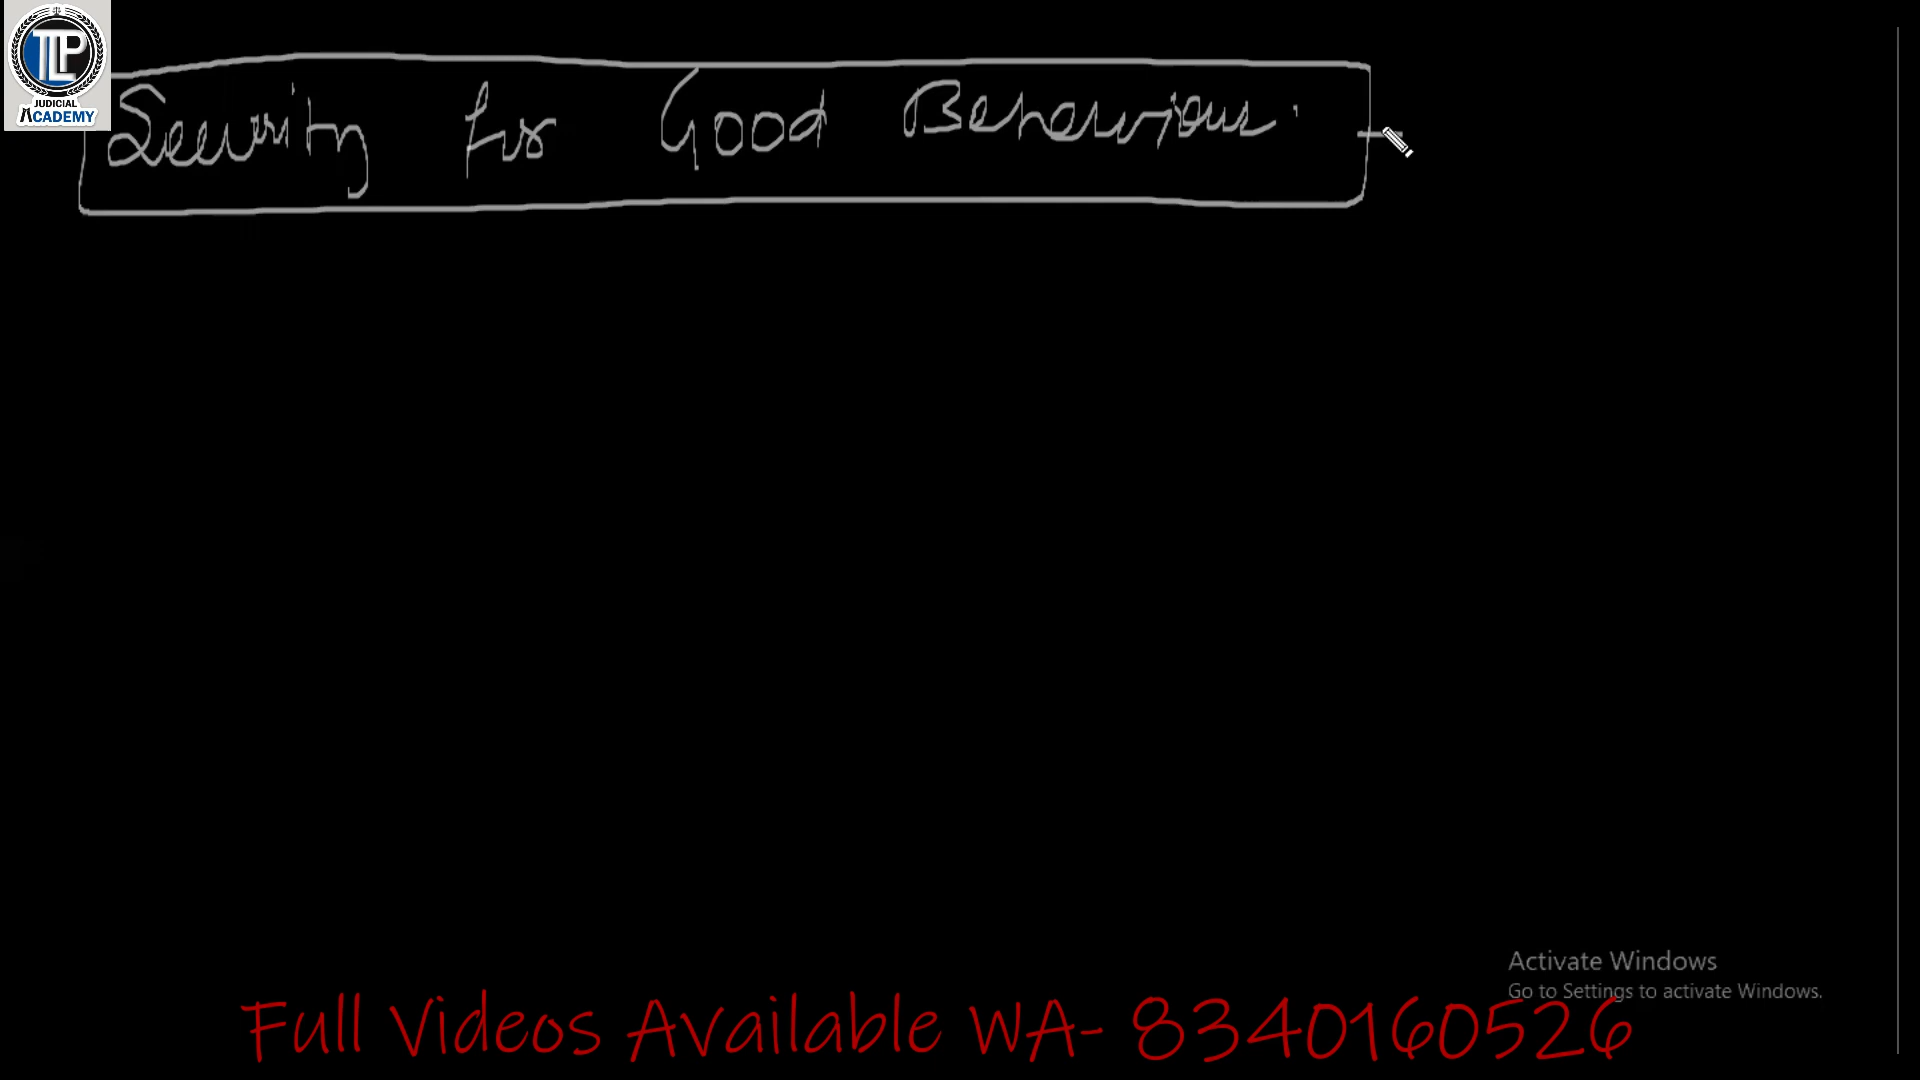 TLP
JUDICIAL
ACADEMY
Security for Good Behaviour.
Activate Windows
Go to Settings to activate Windows.
Full Videos Available WA- 8340160526